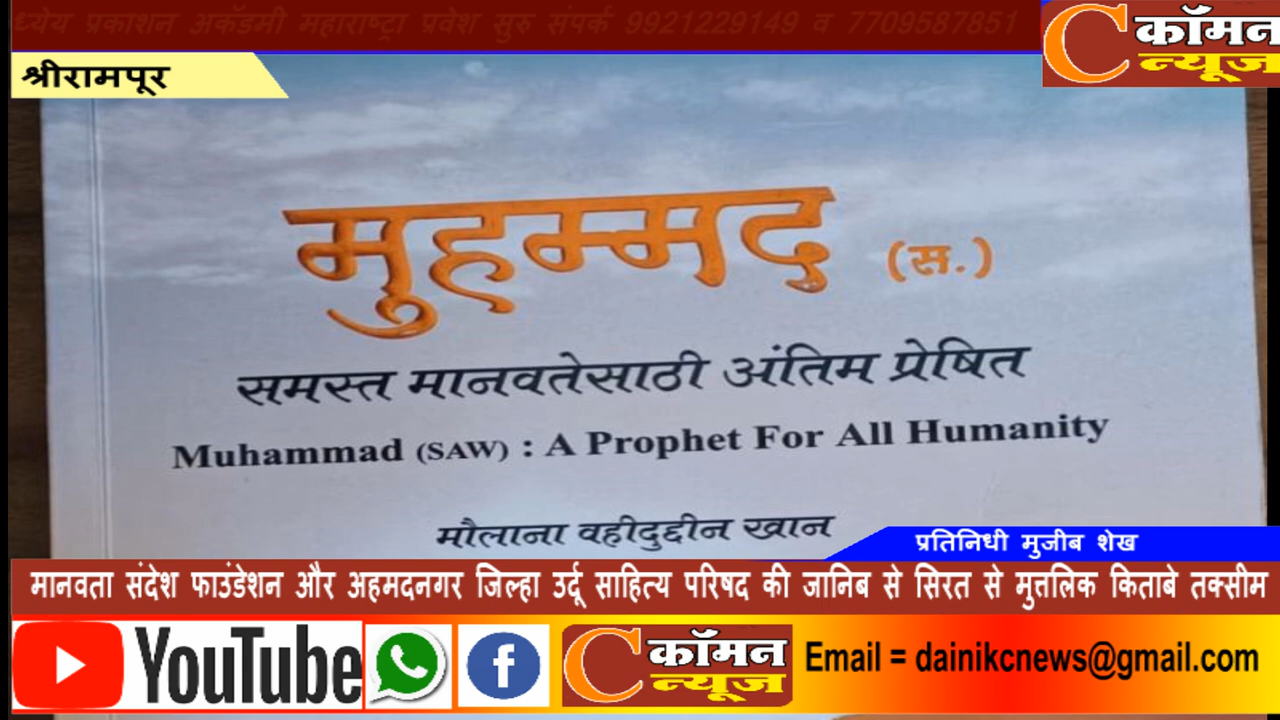 ध्येय प्रकाशन अकॅडमी महाराष्ट्रा प्रवेश सुरु संपर्क 9921229149 व 7709587851
C कॉमन
न्यूज
श्रीरामपूर
मुहम्मद (स.)
समस्त मानवतेसाठी अंतिम प्रेषित
Muhammad (SAW) : A Prophet For All Humanity
मौलाना वहीदुद्दीन खान
प्रतिनिधी मुजीब शेख
मानवता संदेश फाउंडेशन और अहमदनगर जिल्हा उर्दू साहित्य परिषद की जानिब से सिरत से मुत्तलिक किताबे तक्सीम
YouTube
C कॉमन
न्यूज
Email = dainikcnews@gmail.com